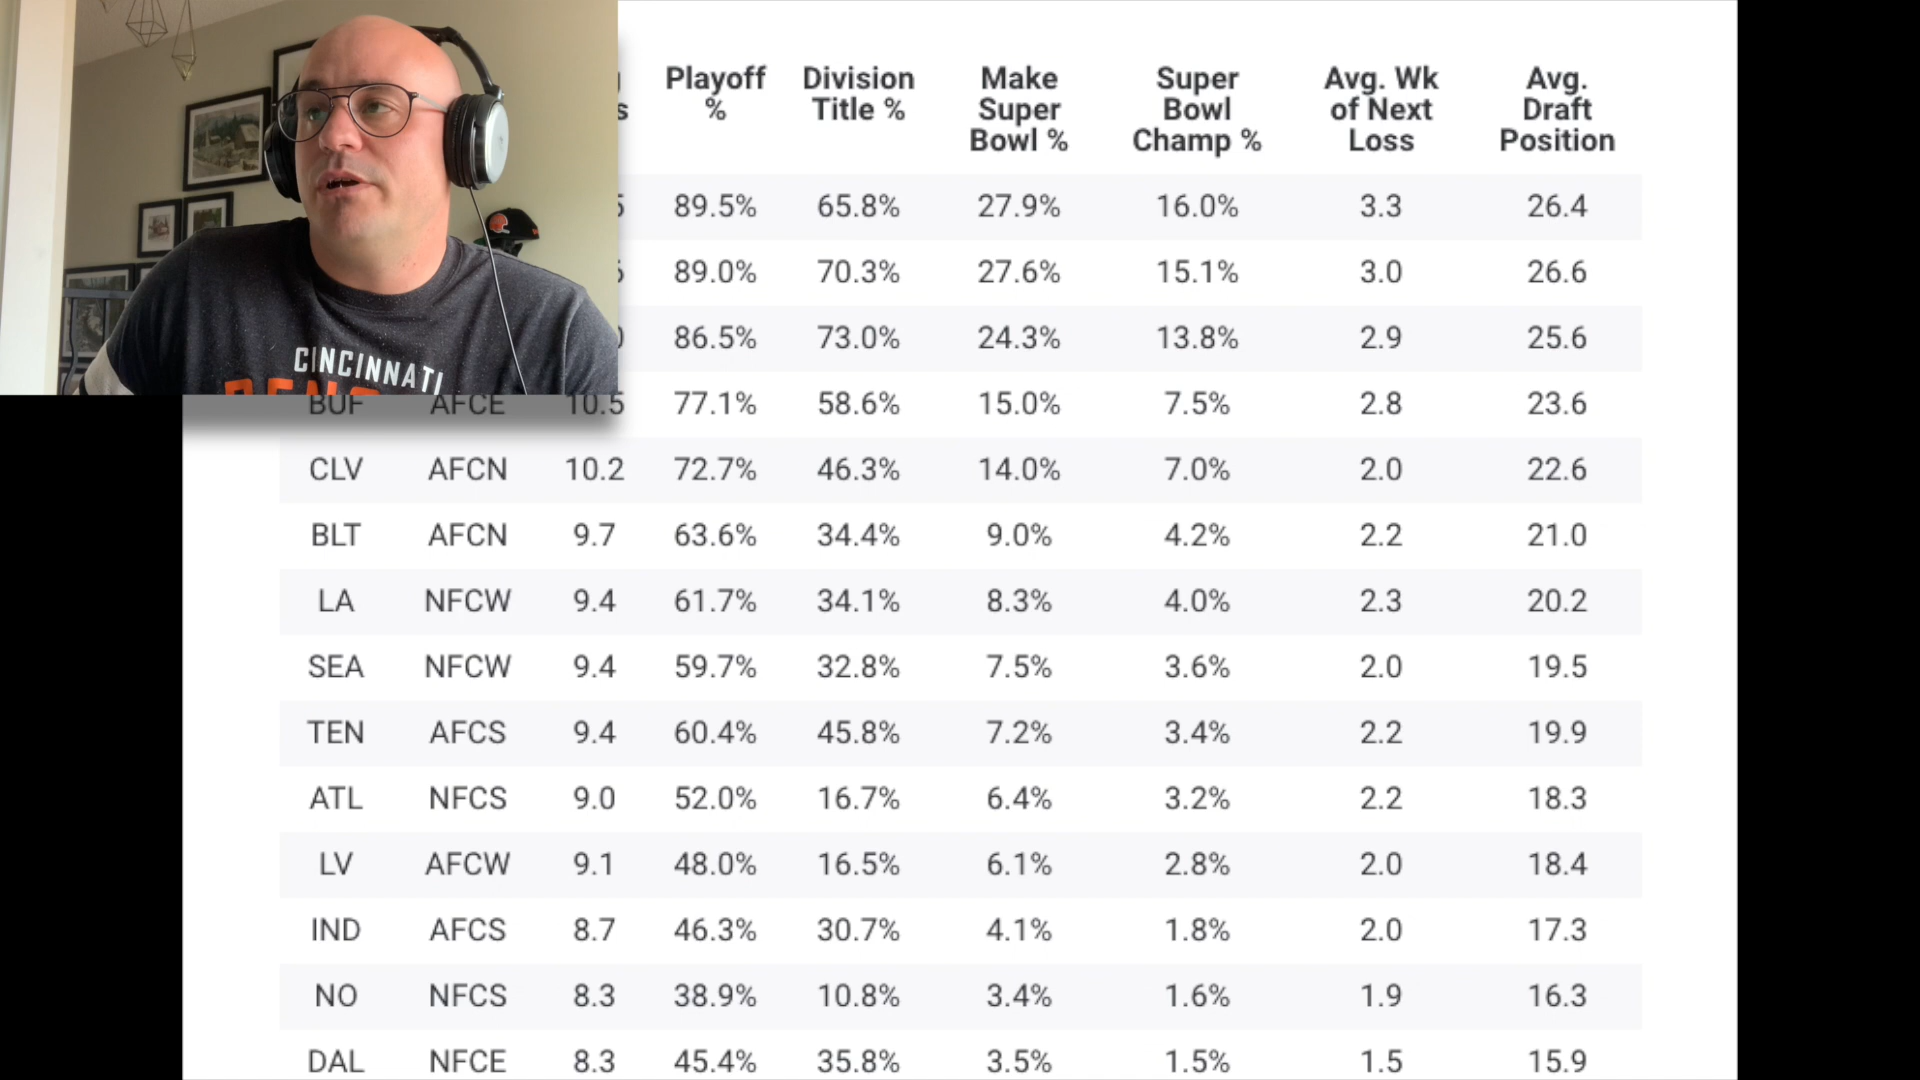 Playoff % Division Title % Make Super Bowl % Super Bowl Champ % Avg. Wk of Next Loss Avg. Draft Position
89.5% 65.8% 27.9% 16.0% 3.3 26.4
89.0% 70.3% 27.6% 15.1% 3.0 26.6
86.5% 73.0% 24.3% 13.8% 2.9 25.6
CINCINNATI
BUF AFCE 10.5 77.1% 58.6% 15.0% 7.5% 2.8 23.6
CLV AFCN 10.2 72.7% 46.3% 14.0% 7.0% 2.0 22.6
BLT AFCN 9.7 63.6% 34.4% 9.0% 4.2% 2.2 21.0
LA NFCW 9.4 61.7% 34.1% 8.3% 4.0% 2.3 20.2
SEA NFCW 9.4 59.7% 32.8% 7.5% 3.6% 2.0 19.5
TEN AFCS 9.4 60.4% 45.8% 7.2% 3.4% 2.2 19.9
ATL NFCS 9.0 52.0% 16.7% 6.4% 3.2% 2.2 18.3
LV AFCW 9.1 48.0% 16.5% 6.1% 2.8% 2.0 18.4
IND AFCS 8.7 46.3% 30.7% 4.1% 1.8% 2.0 17.3
NO NFCS 8.3 38.9% 10.8% 3.4% 1.6% 1.9 16.3
DAL NFCE 8.3 45.4% 35.8% 3.5% 1.5% 1.5 15.9